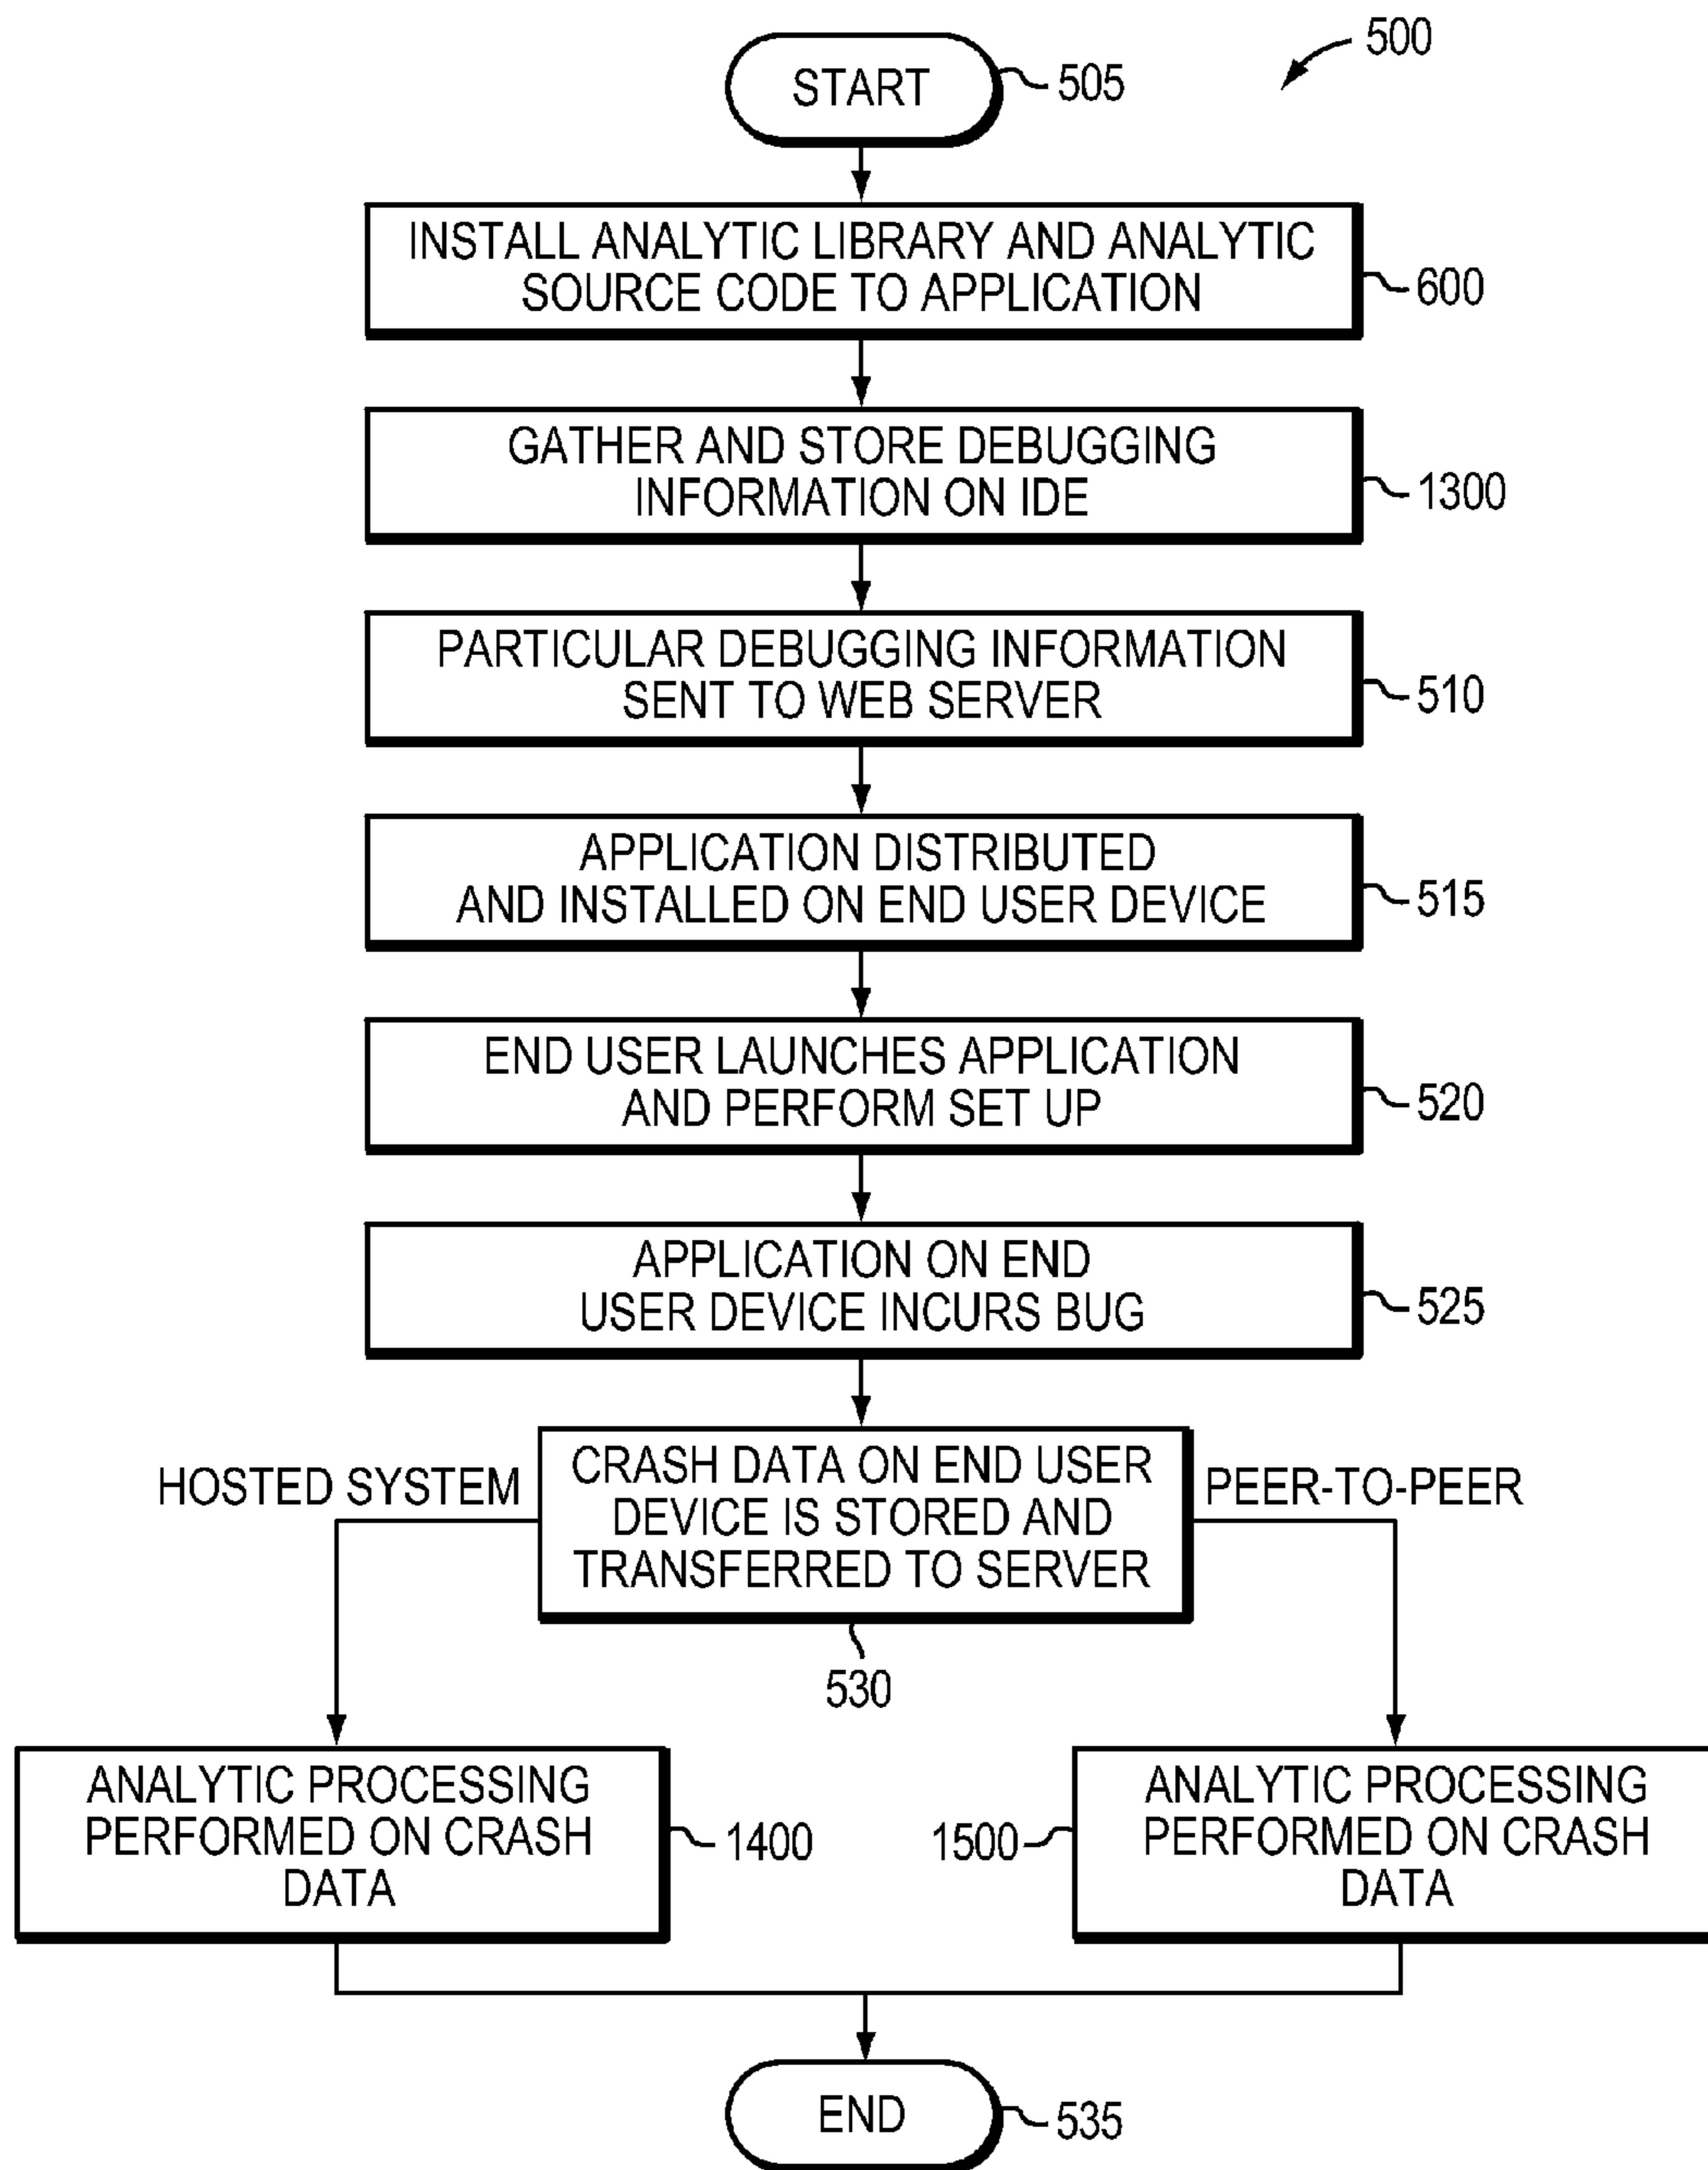 500
START
505
INSTALL ANALYTIC LIBRARY AND ANALYTIC
SOURCE CODE TO APPLICATION
600
GATHER AND STORE DEBUGGING
INFORMATION ON IDE
1300
PARTICULAR DEBUGGING INFORMATION
SENT TO WEB SERVER
510
APPLICATION DISTRIBUTED
AND INSTALLED ON END USER DEVICE
515
END USER LAUNCHES APPLICATION
AND PERFORM SET UP
520
APPLICATION ON END
USER DEVICE INCURS BUG
525
HOSTED SYSTEM
CRASH DATA ON END USER
DEVICE IS STORED AND
TRANSFERRED TO SERVER
PEER-TO-PEER
530
ANALYTIC PROCESSING
PERFORMED ON CRASH
DATA
1400
1500
ANALYTIC PROCESSING
PERFORMED ON CRASH
DATA
END
535